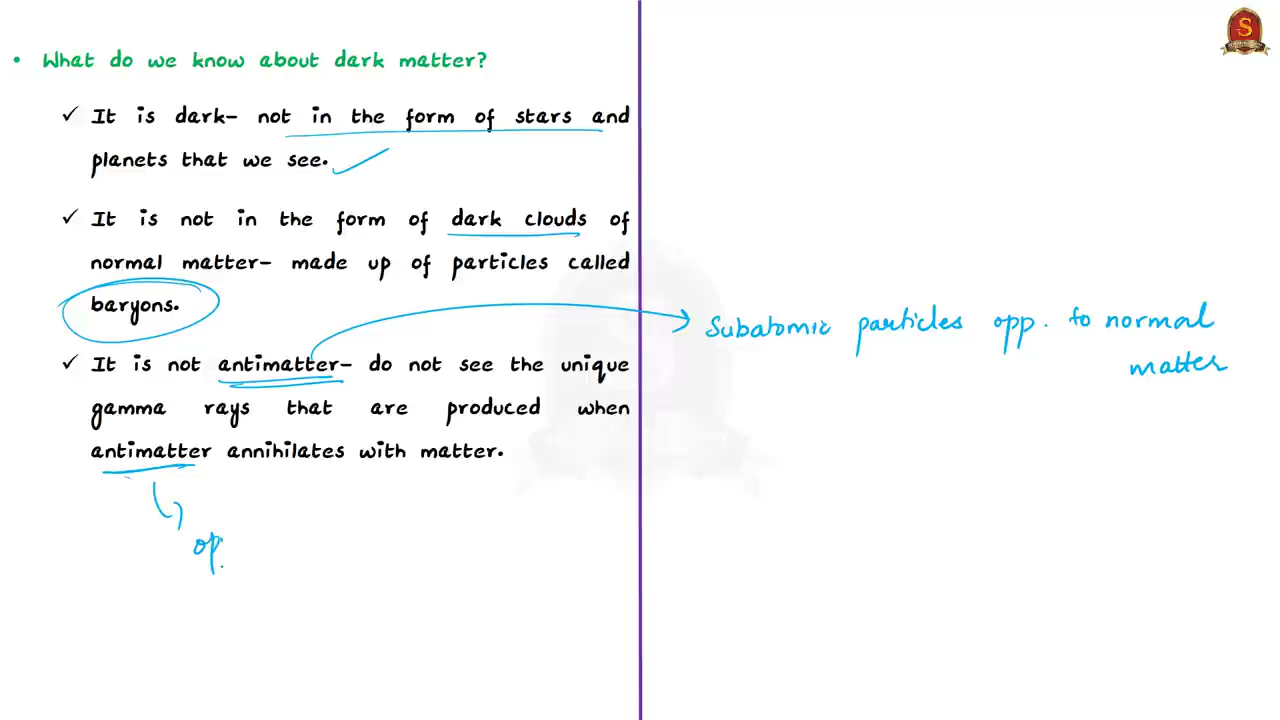 • What do we know about dark matter?
✓ It is dark- not in the form of stars and
planets that we see.
✓ It is not in the form of dark clouds of
normal matter- made up of particles called
baryons.
✓ It is not antimatter- do not see the unique
gamma rays that are produced when
antimatter annihilates with matter.
op.
Subatomic particles opp. to normal
matter
S